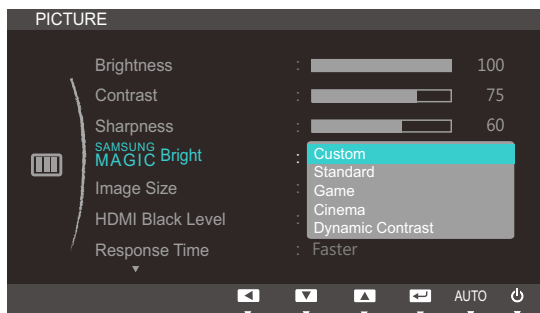 PICTURE
Brightness : 100
Contrast : 75
Sharpness : 60
SAMSUNG
MAGIC Bright : Custom
Standard
Image Size : Game
Cinema
HDMI Black Level : Dynamic Contrast
Response Time : Faster
AUTO